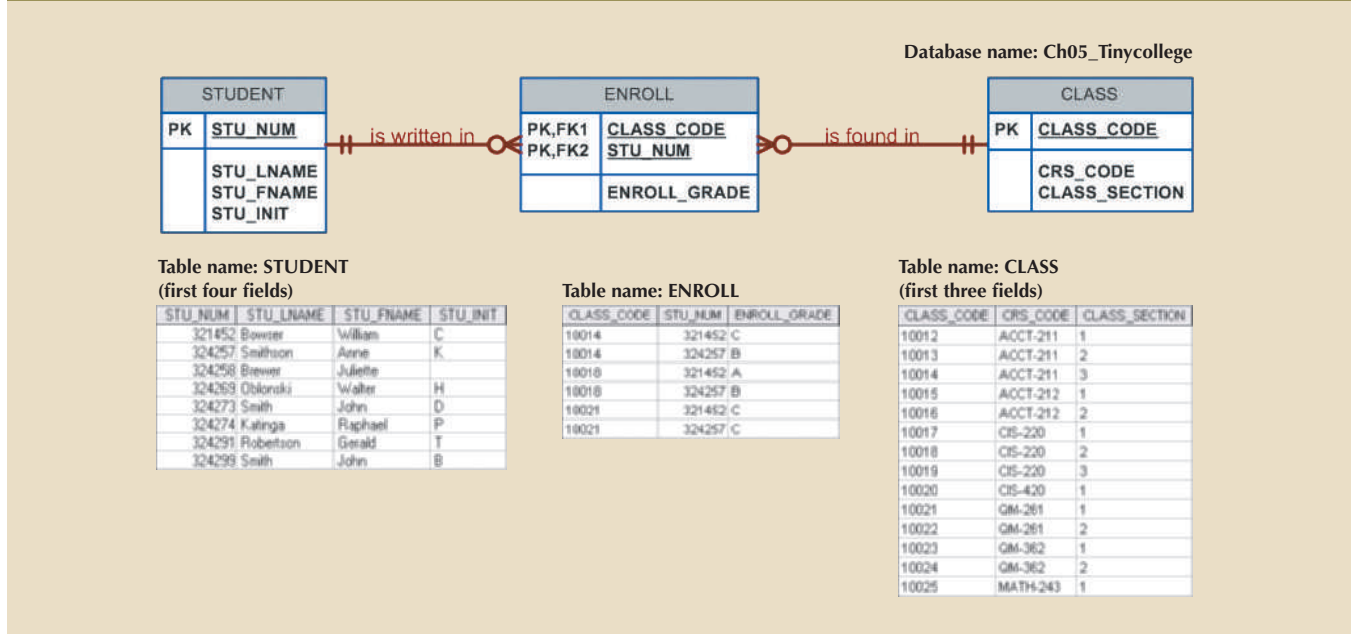 Database name: Ch05_Tinycollege
STUDENT
PK STU_NUM
STU_LNAME
STU_FNAME
STU_INIT
is written in
ENROLL
PK,FK1 CLASS_CODE
PK,FK2 STU_NUM
ENROLL_GRADE
is found in
CLASS
PK CLASS_CODE
CRS_CODE
CLASS_SECTION
Table name: STUDENT
(first four fields)
STU_NUM STU_LNAME STU_FNAME STU_INIT
321452 Bowser William C
324257 Smithson Anne K
324258 Brewer Juliette
324269 Oblonski Walter H
324273 Smith John D
324274 Katinga Raphael P
324291 Robertson Gerald T
324299 Smith John B
Table name: ENROLL
CLASS_CODE STU_NUM ENROLL_GRADE
10014 321452 C
10014 324257 B
10018 321452 A
10018 324257 B
10021 321452 C
10021 324257 C
Table name: CLASS
(first three fields)
CLASS_CODE CRS_CODE CLASS_SECTION
10012 ACCT-211 1
10013 ACCT-211 2
10014 ACCT-211 3
10015 ACCT-212 1
10016 ACCT-212 2
10017 CIS-220 1
10018 CIS-220 2
10019 CIS-220 3
10020 CIS-420 1
10021 QM-261 1
10022 QM-261 2
10023 QM-362 1
10024 QM-362 2
10025 MATH-243 1